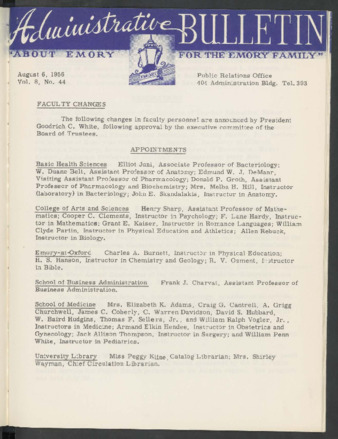 Administrative BULLETIN
"ABOUT EMORY FOR THE EMORY FAMILY"
August 6, 1956
Vol. 8, No. 44
Public Relations Office
401 Administration Bldg. Tel. 303
FACULTY CHANGES
The following changes in faculty personnel are announced by President
Goodrich C. White, following approval by the executive committee of the
Board of Trustees.
APPOINTMENTS
Basic Health Sciences Elliot Juni, Associate Professor of Bacteriology;
W. Duane Belt, Assistant Professor of Anatomy; Edmund W. J. DeMaar,
Visiting Assistant Professor of Pharmacology; Donald F. Groth, Assistant
Professor of Pharmacology and Biochemistry; Mrs. Melba H. Hill, Instructor
(laboratory) in Bacteriology; John E. Skandalakis, Instructor in Anatomy.
College of Arts and Sciences Henry Sharp, Assistant Professor of Mathe-
matics; Cooper C. Clements, Instructor in Psychology; F. Lane Hardy, Instruc-
tor in Mathematics; Grant E. Kaiser, Instructor in Romance Languages; William
Clyde Partin, Instructor in Physical Education and Athletics; Allen Rebuck,
Instructor in Biology.
Emory-at-Oxford Charles A. Burnett, Instructor in Physical Education;
R. S. Hanson, Instructor in Chemistry and Geology; R. V. Osment, Instructor
in Bible.
School of Business Administration Frank J. Charvat, Assistant Professor of
Business Administration.
School of Medicine Mrs. Elizabeth K. Adams, Craig G. Cantrell, A. Grigg
Churchwell, James C. Coberly, C. Warren Davidson, David S. Hubbard,
W. Baird Hudgins, Thomas F. Sellers, Jr., and William Ralph Vogler, Jr.,
Instructors in Medicine; Armand Elkin Hendee, Instructor in Obstetrics and
Gynecology; Jack Allison Thompson, Instructor in Surgery; and William Penn
White, Instructor in Pediatrics.
University Library Miss Peggy Niles, Catalog Librarian; Mrs. Shirley
Wayman, Chief Circulation Librarian.